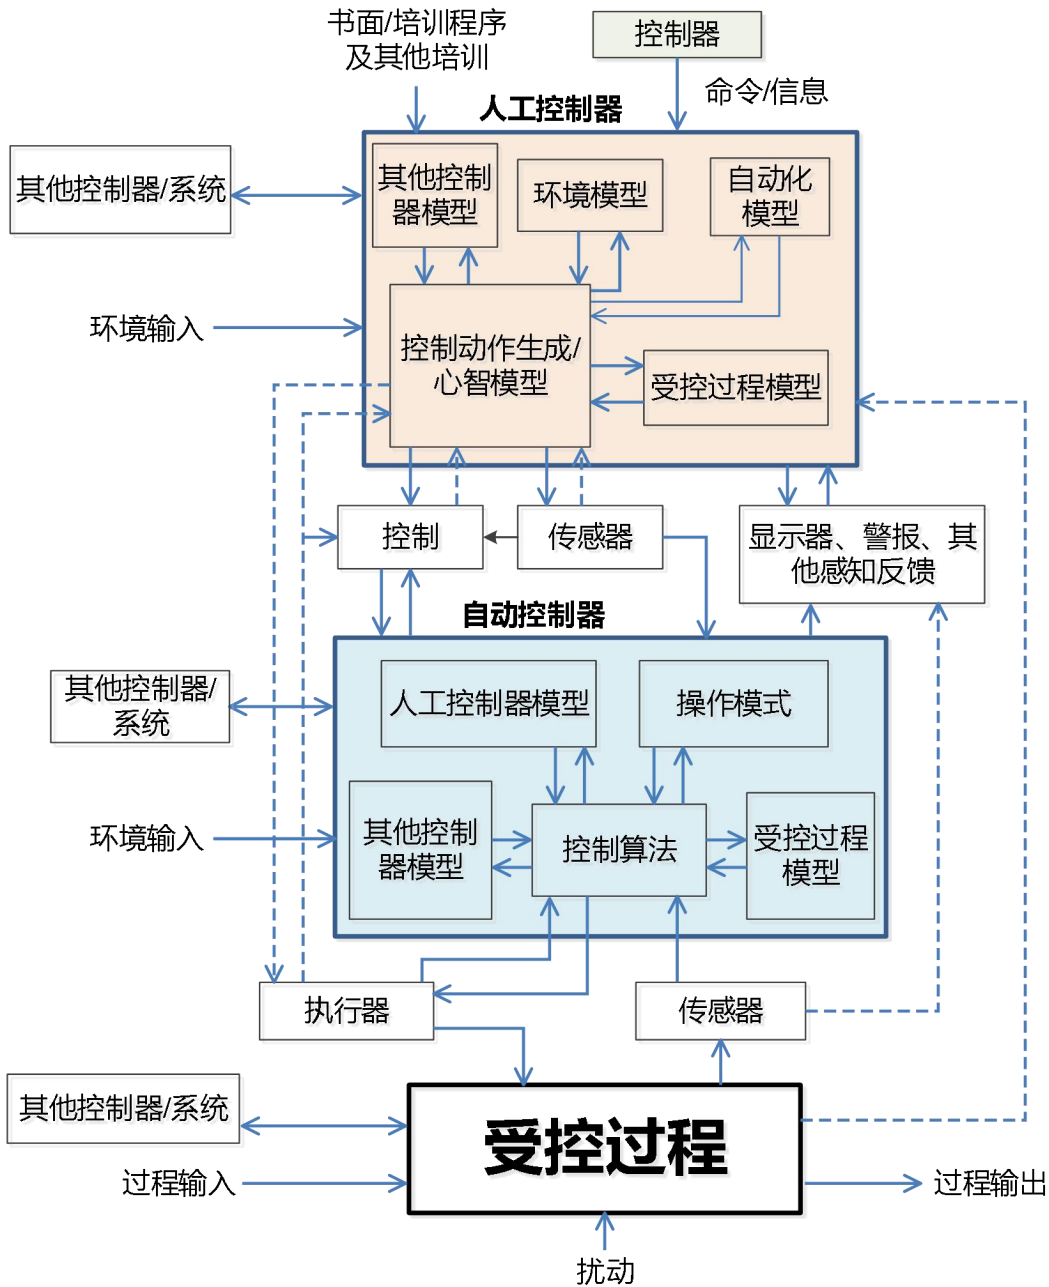 书面/培训程序
及其他培训
控制器
命令/信息
人工控制器
其他控制器/系统
其他控制
器模型
环境模型
自动化
模型
环境输入
控制动作生成/
心智模型
受控过程模型
控制
传感器
显示器、警报、其
他感知反馈
自动控制器
其他控制器/
系统
人工控制器模型
操作模式
环境输入
其他控制
器模型
控制算法
受控过程
模型
执行器
传感器
其他控制器/系统
受控过程
过程输入
过程输出
扰动